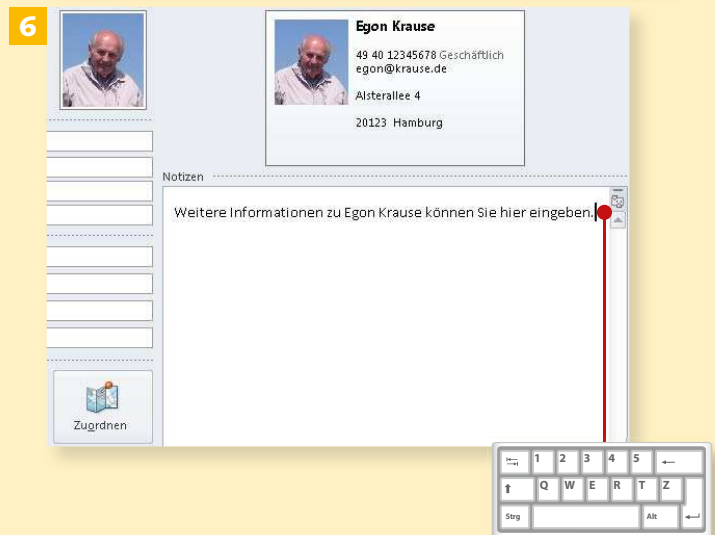 6
Egon Krause
49 40 12345678 Geschäftlich
egon@krause.de
Alsterallee 4
20123 Hamburg
Notizen
Weitere Informationen zu Egon Krause können Sie hier eingeben.
Zuordnen
1 2 3 4 5
Q W E R T Z
Strg Alt